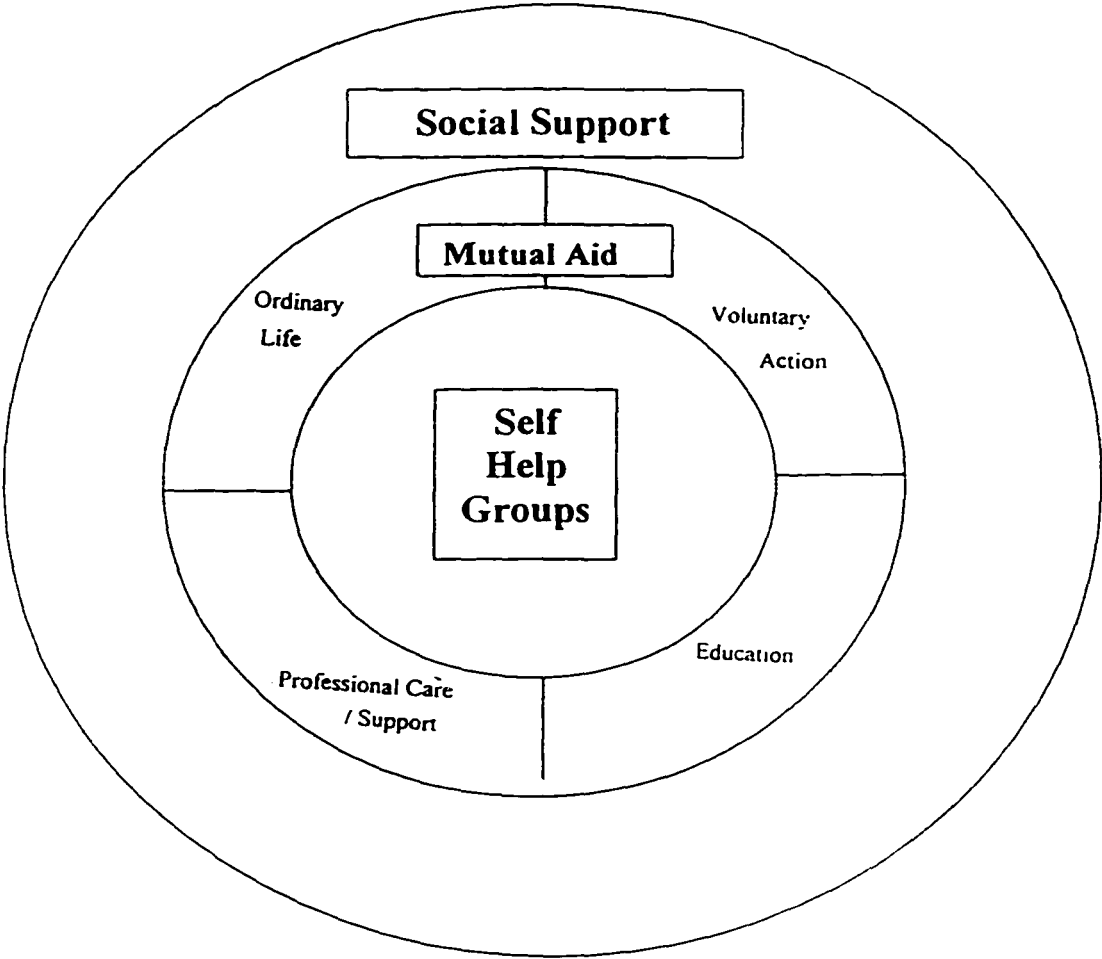 Social Support
Mutual Aid
Ordinary
Life
Voluntary
Action
Self
Help
Groups
Professional Care
/ Support
Education